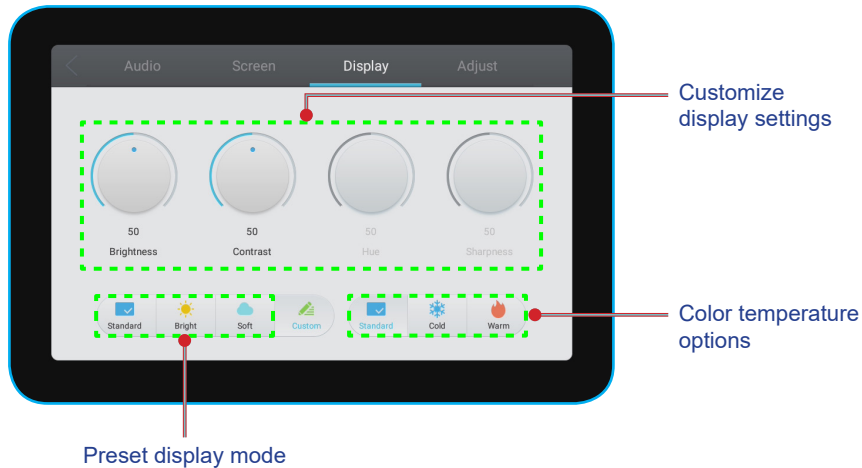 Audio Screen Display Adjust
Customize
display settings
50 50 50 50
Brightness Contrast Hue Sharpness
Standard Bright Soft Custom Standard Cold Warm
Color temperature
options
Preset display mode